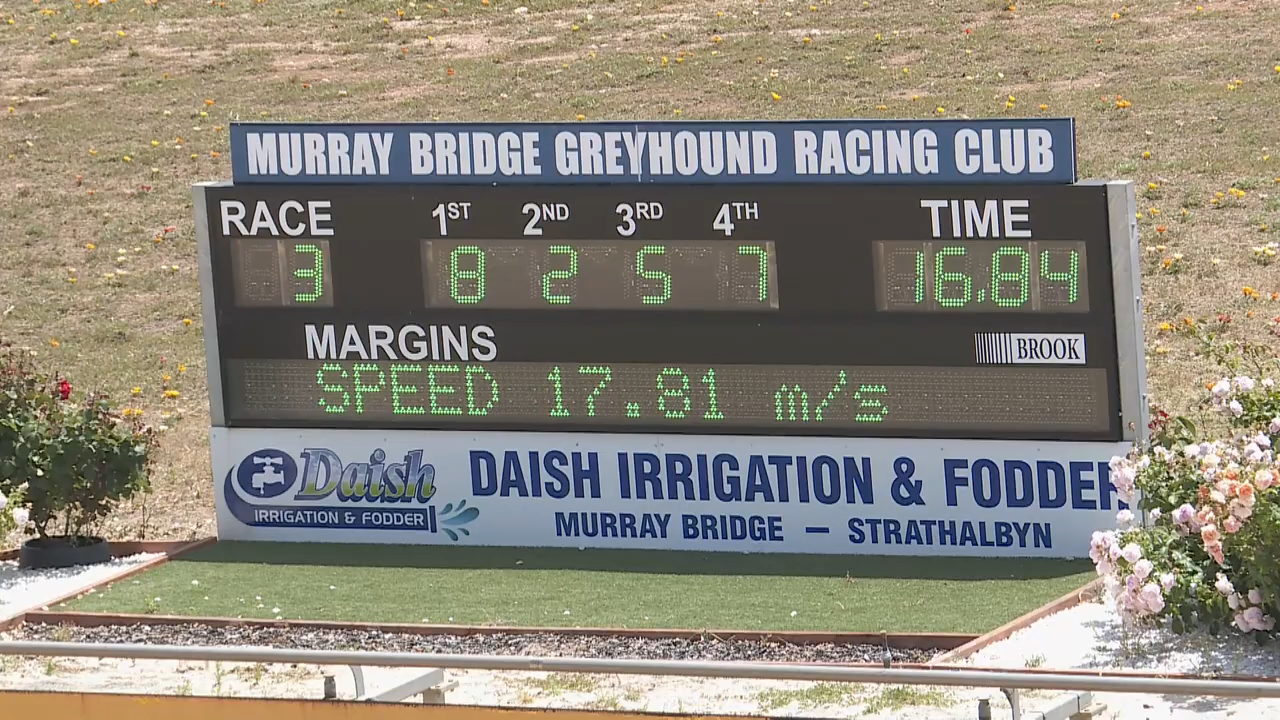 MURRAY BRIDGE GREYHOUND RACING CLUB
RACE 1ST 2ND 3RD 4TH TIME
3 8 2 5 7 16.84
MARGINS
BROOK
SPEED 17.81 m/s
Daish
IRRIGATION & FODDER
DAISH IRRIGATION & FODDER
MURRAY BRIDGE – STRATHALBYN